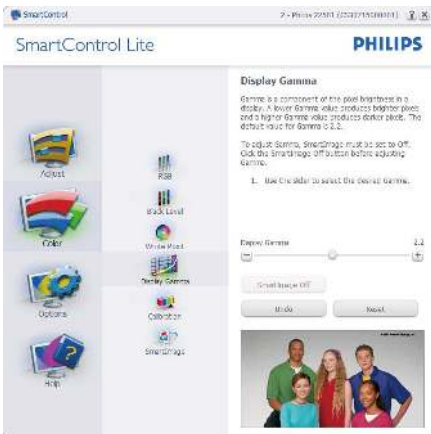 SmartControl
SmartControl Lite
PHILIPS
Adjust
Color
Options
Help
RGB
Black Level
White Point
Display Gamma
Calibration
SmartImage
Display Gamma
Gamma is a component of the pixel brightness in a
display. A lower Gamma value produces brighter pixels
and a higher Gamma value produces darker pixels. The
default value for Gamma is 2.2.
To adjust Gamma, SmartImage must be set to Off.
Click the SmartImage Off button before adjusting
Gamma.
1. Use the slider to select the desired Gamma.
Display Gamma 2.2
SmartImage Off
Undo Reset